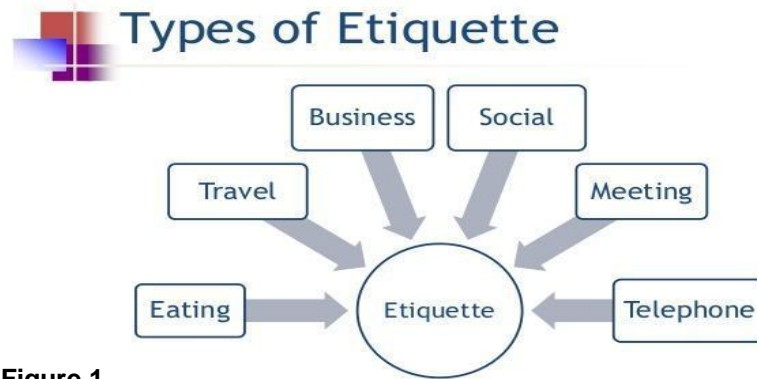 Types of Etiquette
Business
Social
Travel
Meeting
Eating
Etiquette
Telephone
Figure 1